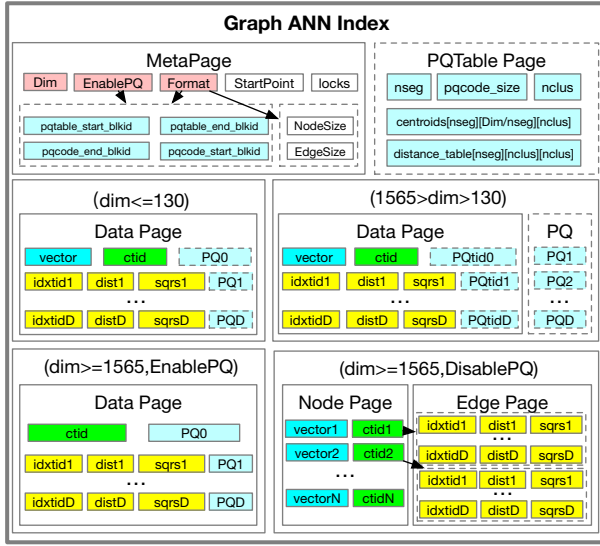 Graph ANN Index
MetaPage
Dim EnablePQ Format StartPoint locks
pqtable_start_blkid pqtable_end_blkid NodeSize
pqcode_end_blkid pqcode_start_blkid EdgeSize
PQTable Page
nseg pqcode_size nclus
centroids[nseg][Dim/nseg][nclus]
distance_table[nseg][nclus][nclus]
(dim<=130)
Data Page
vector ctid PQ0
idxtid1 dist1 sqrs1 PQ1
...
idxtidD distD sqrsD PQD
(1565>dim>130)
Data Page
vector ctid PQtid0
idxtid1 dist1 sqrs1 PQtid1
...
idxtidD distD sqrsD PQtidD
PQ
PQ1
PQ2
...
PQD
(dim>=1565,EnablePQ)
Data Page
ctid PQ0
idxtid1 dist1 sqrs1 PQ1
...
idxtidD distD sqrsD PQD
(dim>=1565,DisablePQ)
Node Page
vector1 ctid1
vector2 ctid2
...
vectorN ctidN
Edge Page
idxtid1 dist1 sqrs1
...
idxtidD distD sqrsD
idxtid1 dist1 sqrs1
...
idxtidD distD sqrsD